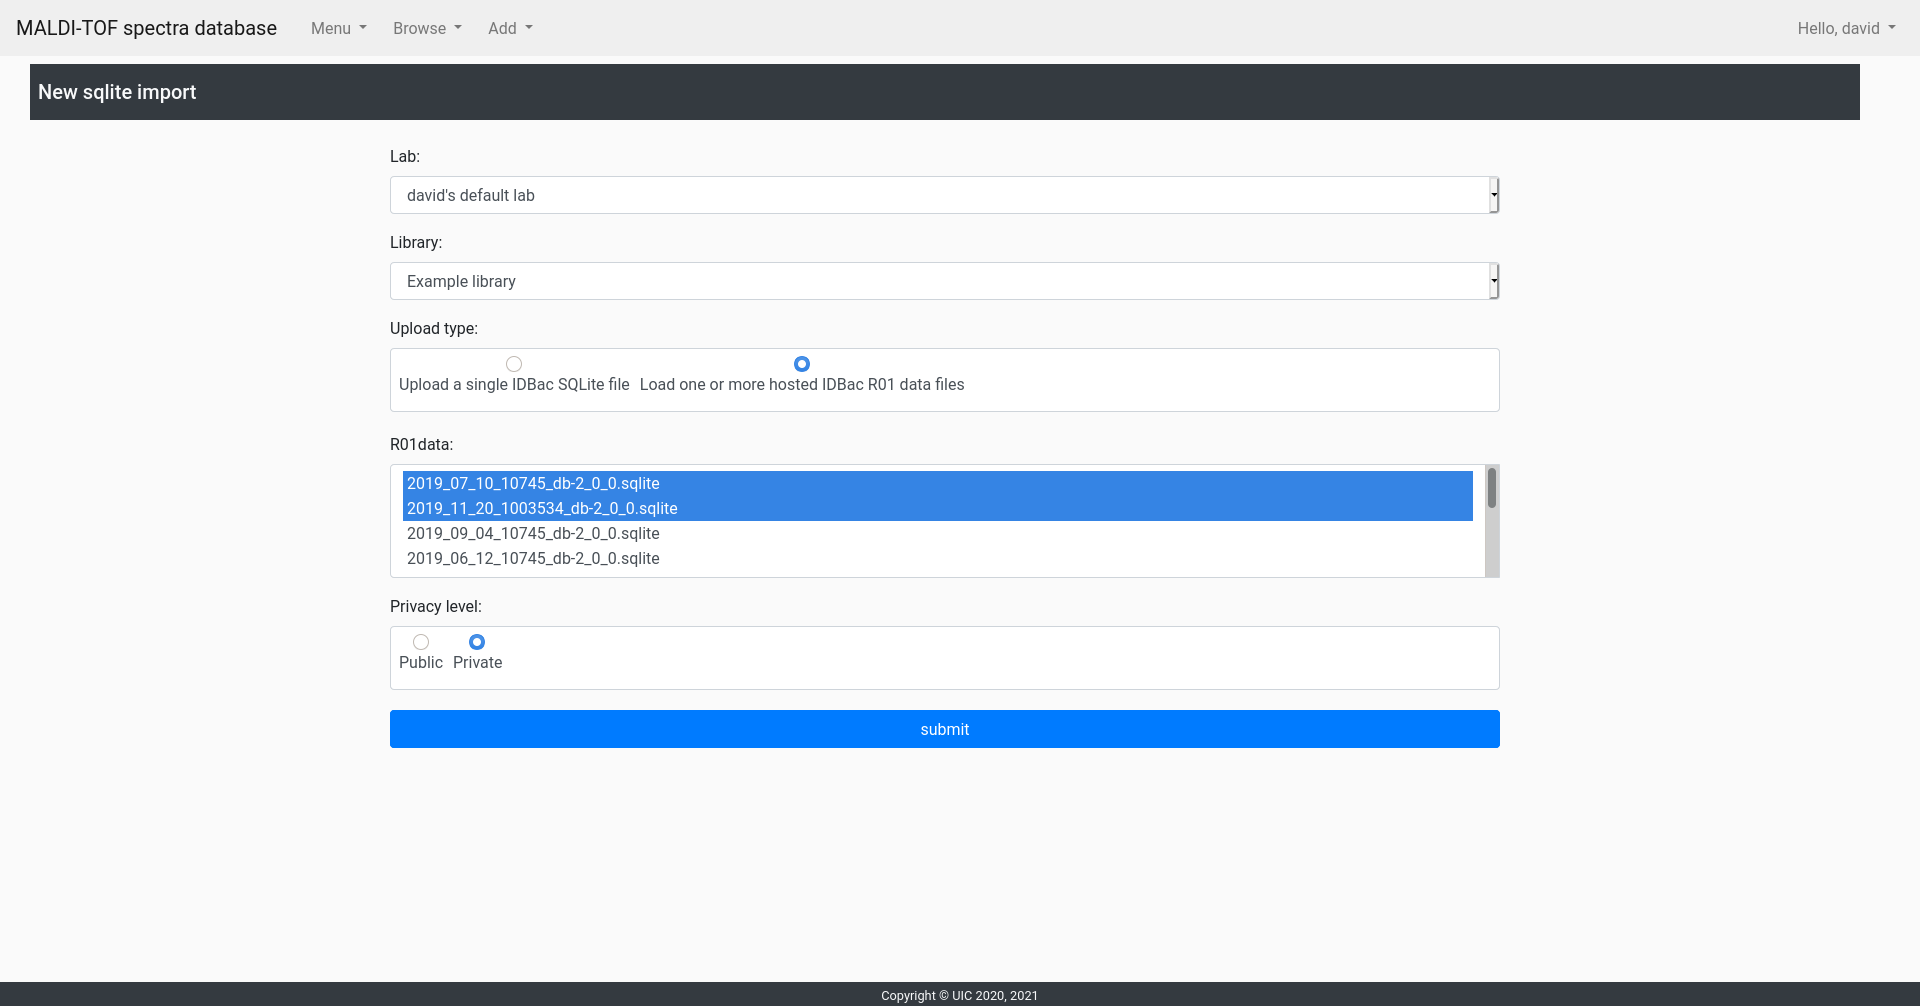 MALDI-TOF spectra database Menu Browse Add Hello, david
New sqlite import
Lab:
david's default lab
Library:
Example library
Upload type:
Upload a single IDBac SQLite file Load one or more hosted IDBac R01 data files
R01data:
2019_07_10_10745_db-2_0_0.sqlite
2019_11_20_1003534_db-2_0_0.sqlite
2019_09_04_10745_db-2_0_0.sqlite
2019_06_12_10745_db-2_0_0.sqlite
Privacy level:
Public Private
submit
Copyright © UIC 2020, 2021